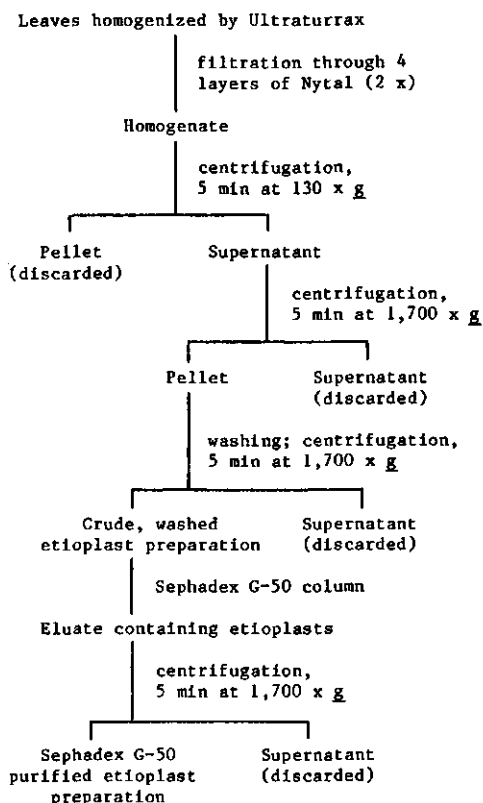 Leaves homogenized by Ultraturrax
filtration through 4
layers of Nytal (2 x)
Homogenate
centrifugation,
5 min at 130 x g
Pellet
(discarded)
Supernatant
centrifugation,
5 min at 1,700 x g
Pellet
Supernatant
(discarded)
washing; centrifugation,
5 min at 1,700 x g
Crude, washed
etioplast preparation
Supernatant
(discarded)
Sephadex G-50 column
Eluate containing etioplasts
centrifugation,
5 min at 1,700 x g
Sephadex G-50
purified etioplast
preparation
Supernatant
(discarded)